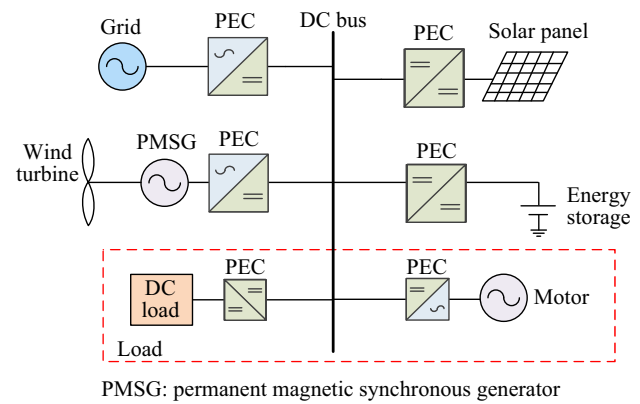 Grid
PEC
DC bus
PEC
Solar panel
Wind
turbine
PMSG
PEC
PEC
Energy
storage
DC
load
PEC
PEC
Motor
Load
PMSG: permanent magnetic synchronous generator